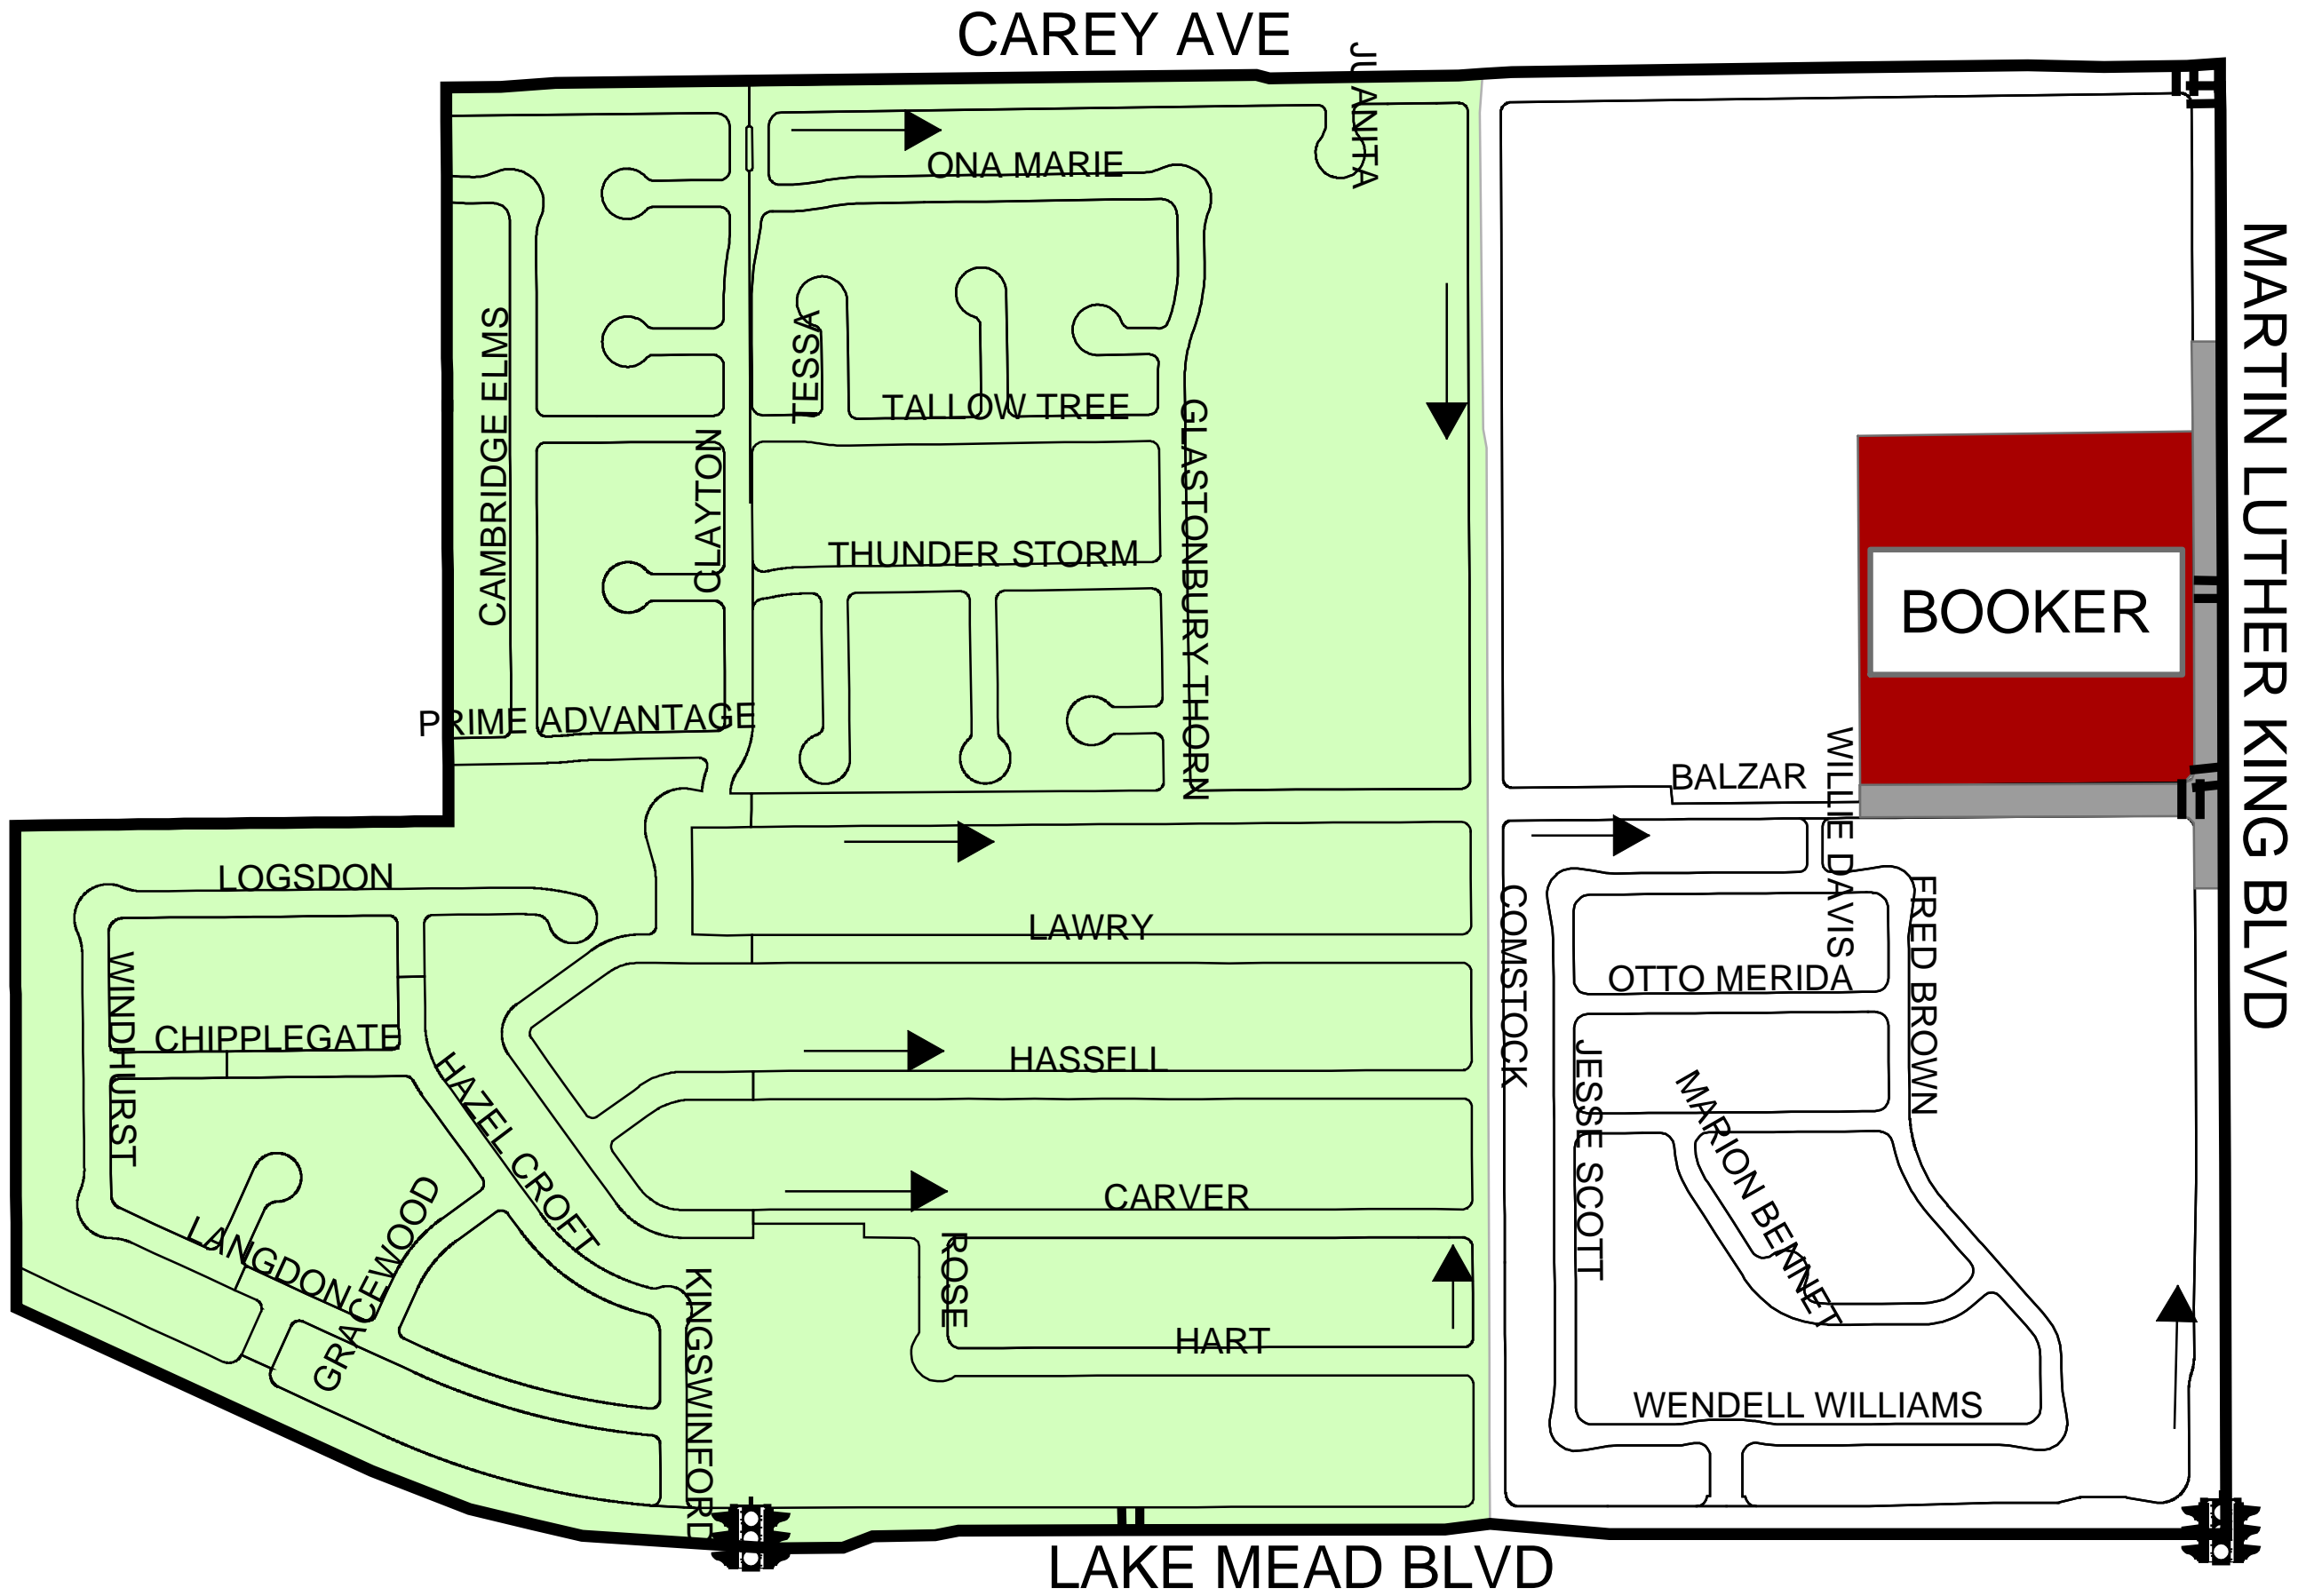 CAREY AVE
JUANITA
ONA MARIE
MARTIN LUTHER KING BLVD
CAMBRIDGE ELMS
TESSA
TALLOW TREE
GLASTONBURY THORN
CLAYTON
THUNDER STORM
BOOKER
PRIME ADVANTAGE
BALZAR
WILLIE DAVIS
LOGSDON
LAWRY
COMSTOCK
FRED BROWN
OTTO MERIDA
WINDHURST
CHIPPLEGATE
HAZEL CROFT
HASSELL
JESSE SCOTT
MARION BENNET
LANGDON
GRACEWOOD
CARVER
ROSE
KINGSWINFORD
HART
WENDELL WILLIAMS
LAKE MEAD BLVD